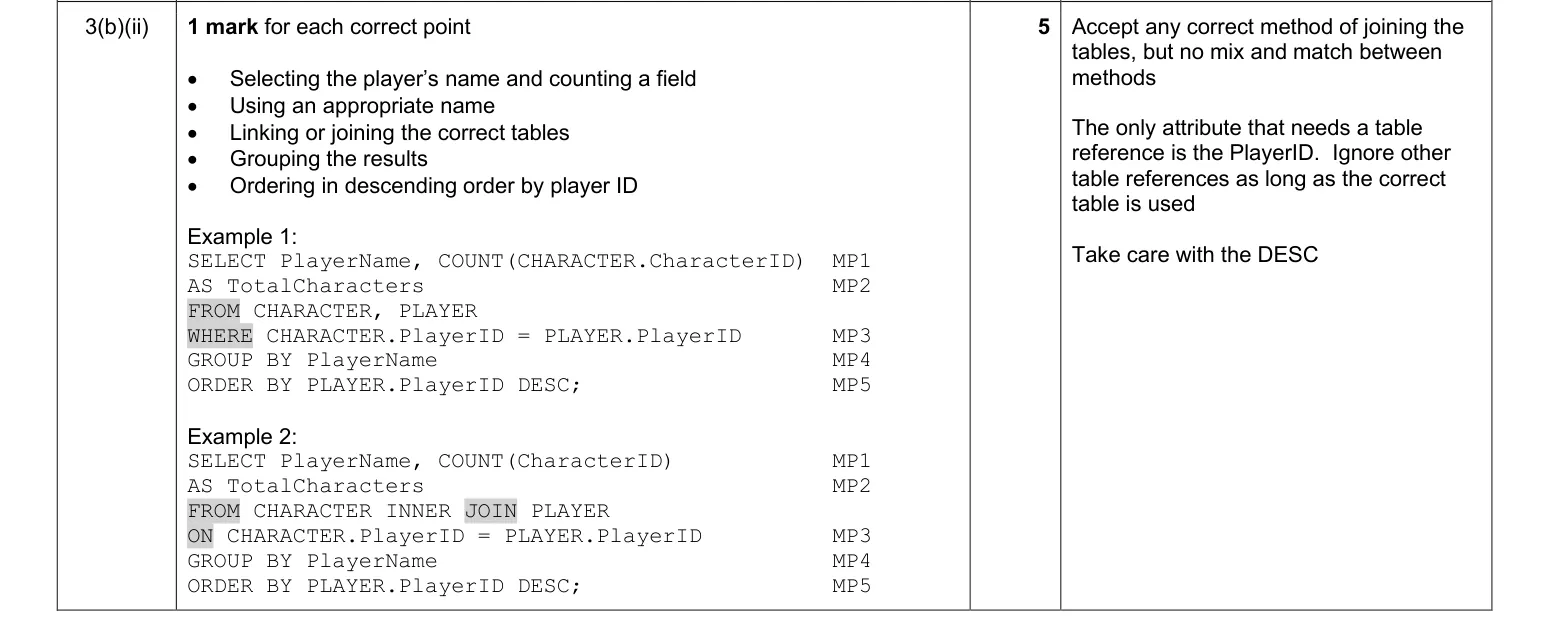 3(b)(ii)
1 mark for each correct point
• Selecting the player’s name and counting a field
• Using an appropriate name
• Linking or joining the correct tables
• Grouping the results
• Ordering in descending order by player ID
Example 1:
SELECT PlayerName, COUNT(CHARACTER.CharacterID) MP1
AS TotalCharacters MP2
FROM CHARACTER, PLAYER
WHERE CHARACTER.PlayerID = PLAYER.PlayerID MP3
GROUP BY PlayerName MP4
ORDER BY PLAYER.PlayerID DESC; MP5
Example 2:
SELECT PlayerName, COUNT(CharacterID) MP1
AS TotalCharacters MP2
FROM CHARACTER INNER JOIN PLAYER
ON CHARACTER.PlayerID = PLAYER.PlayerID MP3
GROUP BY PlayerName MP4
ORDER BY PLAYER.PlayerID DESC; MP5
5
Accept any correct method of joining the
tables, but no mix and match between
methods
The only attribute that needs a table
reference is the PlayerID. Ignore other
table references as long as the correct
table is used
Take care with the DESC